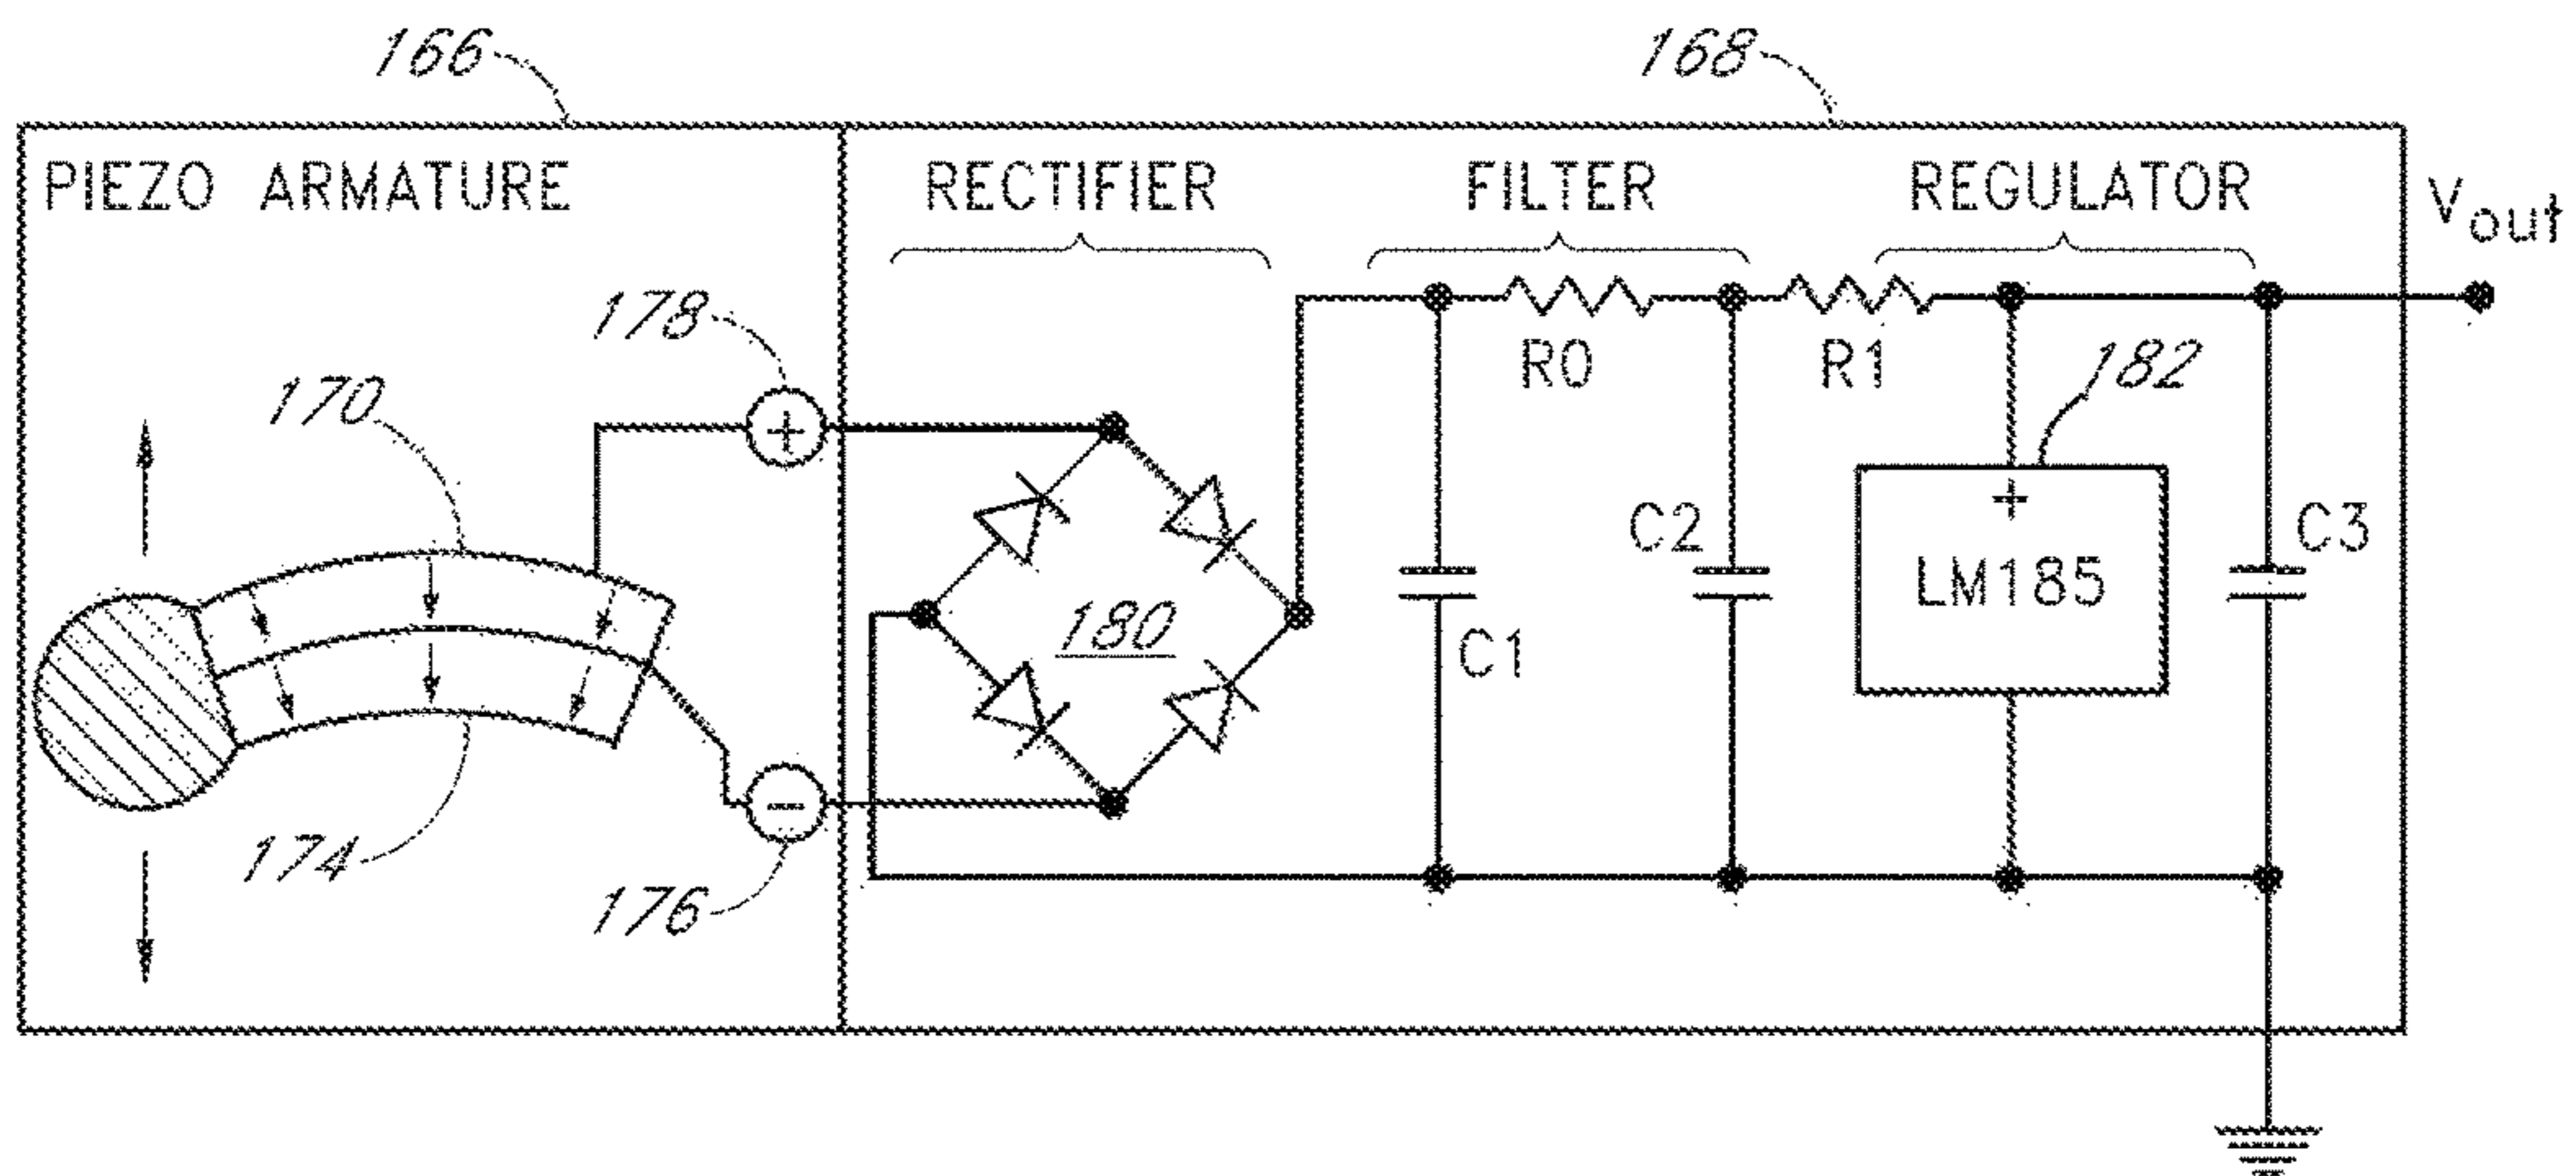 166
168
PIEZO ARMATURE
RECTIFIER
FILTER
REGULATOR
Vout
178
+
R0
R1
182
170
+
C2
LM185
C3
180
C1
174
−
176